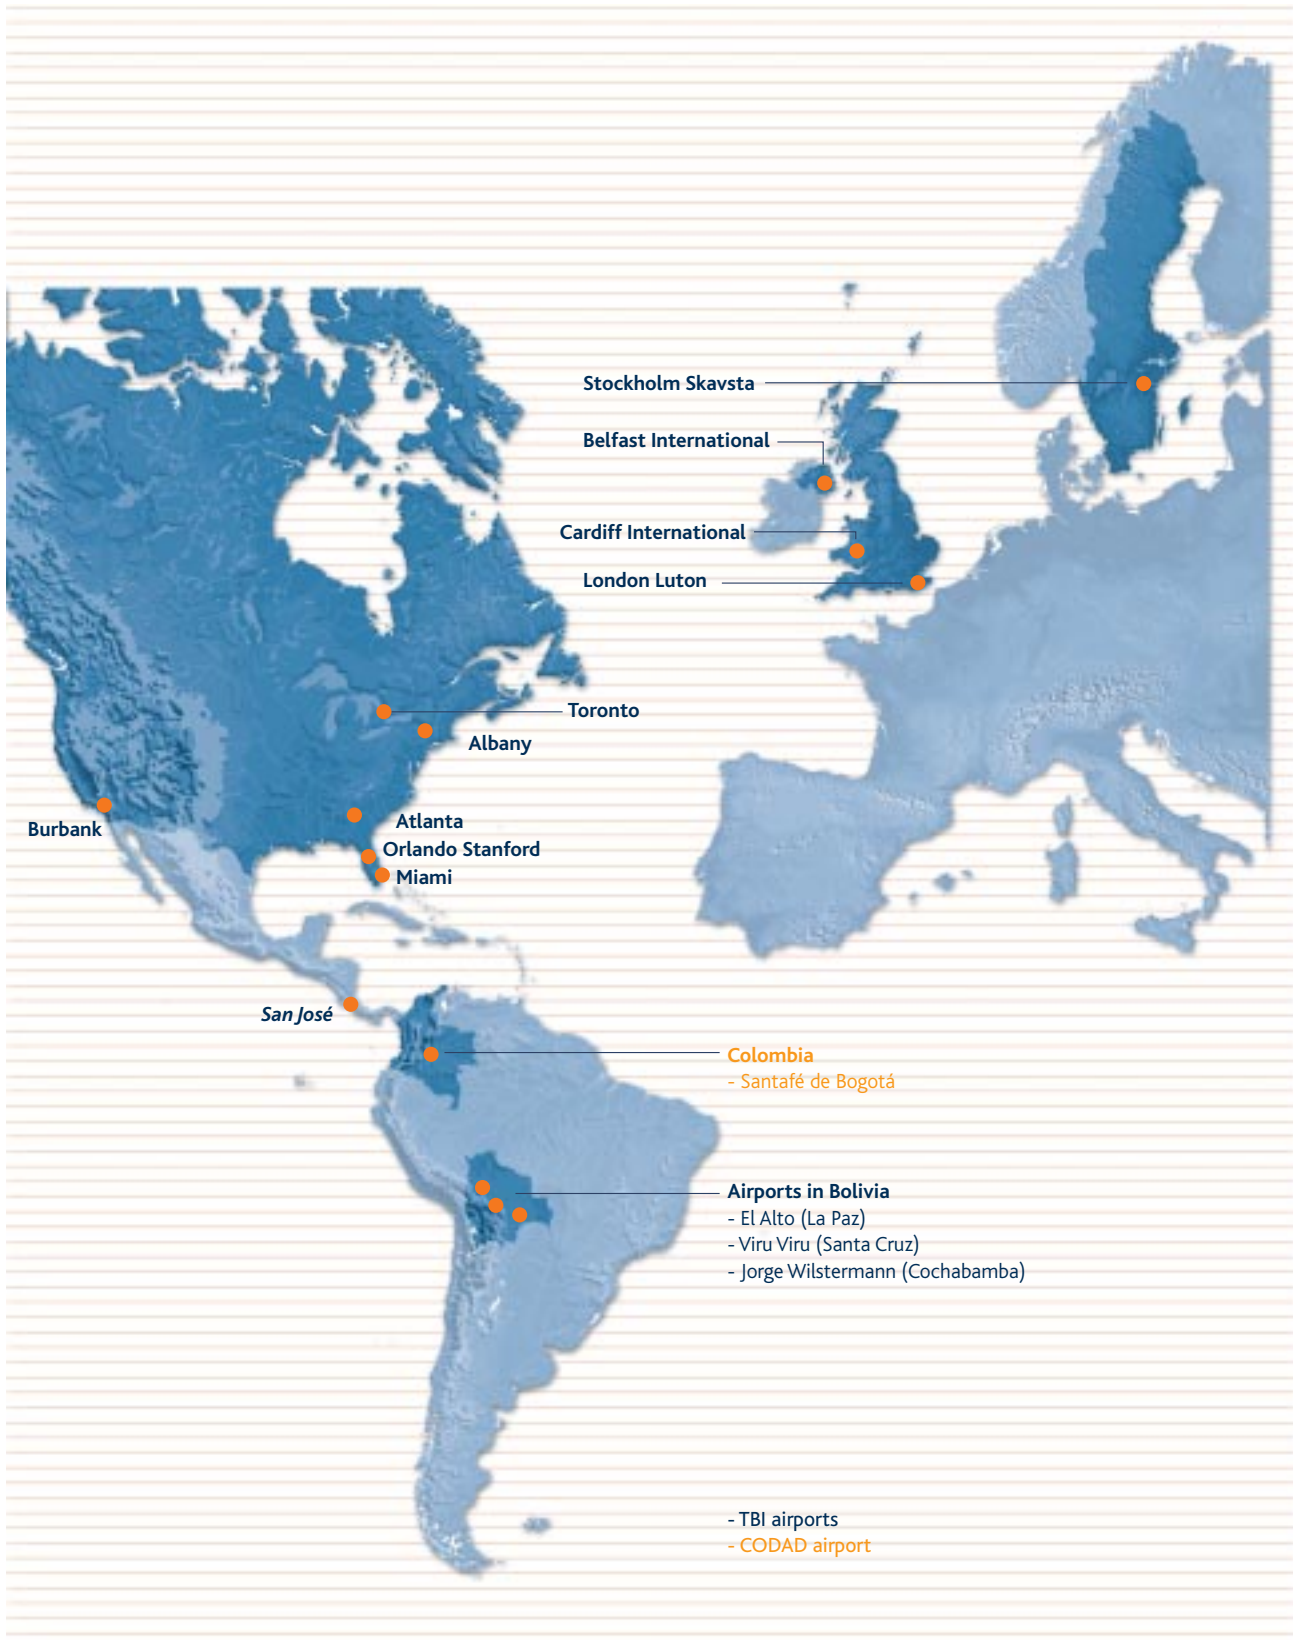 Stockholm Skavsta
Belfast International
Cardiff International
London Luton
Toronto
Albany
Burbank
Atlanta
Orlando Stanford
Miami
San José
Colombia
- Santafé de Bogotá
Airports in Bolivia
- El Alto (La Paz)
- Viru Viru (Santa Cruz)
- Jorge Wilstermann (Cochabamba)
- TBI airports
- CODAD airport